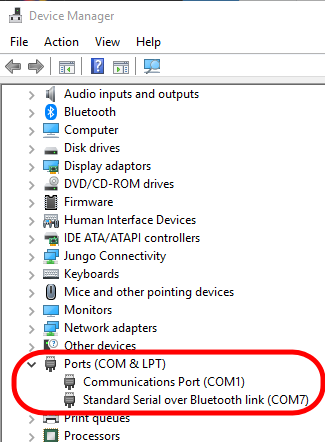 Device Manager
File Action View Help
Audio inputs and outputs
Bluetooth
Computer
Disk drives
Display adaptors
DVD/CD-ROM drives
Firmware
Human Interface Devices
IDE ATA/ATAPI controllers
Jungo Connectivity
Keyboards
Mice and other pointing devices
Monitors
Network adapters
Other devices
Ports (COM & LPT)
Communications Port (COM1)
Standard Serial over Bluetooth link (COM7)
Print queues
Processors